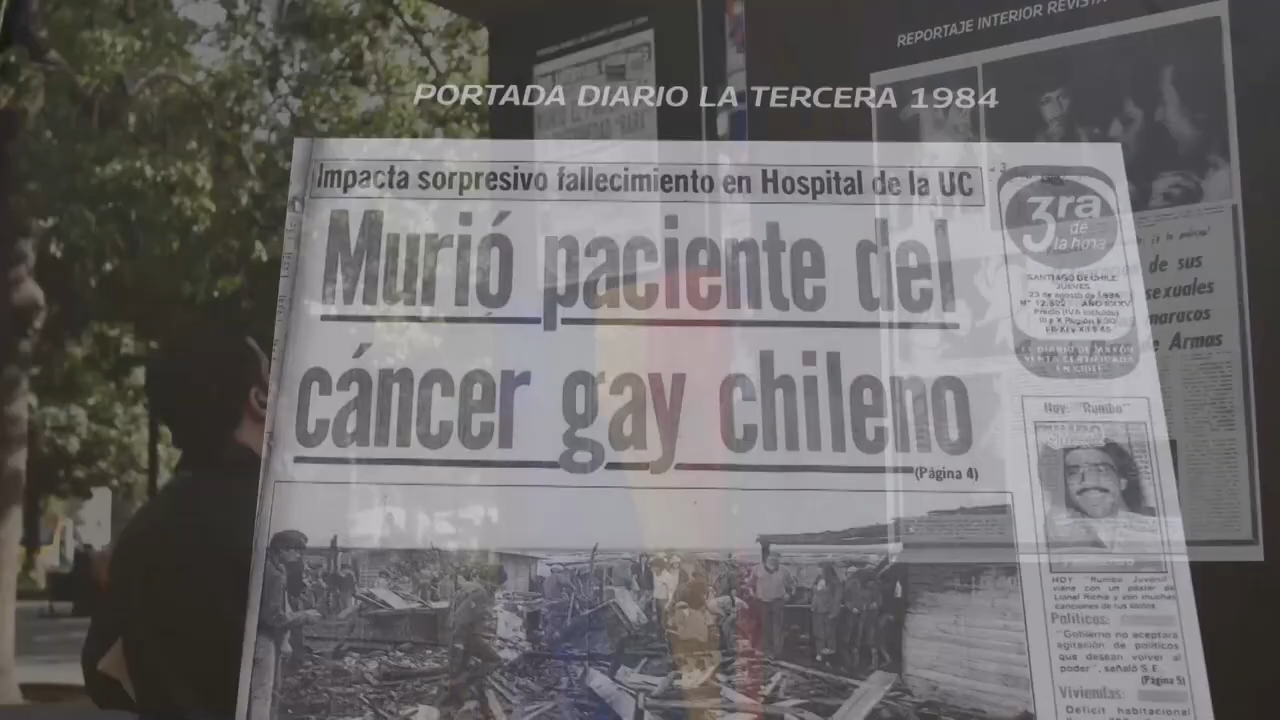 REPORTAJE INTERIOR REVISTA
PORTADA DIARIO LA TERCERA 1984
Impacta sorpresivo fallecimiento en Hospital de la UC
Murió paciente del
cáncer gay chileno
(Página 4)
3ra
de
la hora
SANTIAGO DE CHILE
JUEVES
23 de agosto de 1984
Hoy: "Rumbo"
HOY "Rumbo Juvenil"
viene con un póster de
Lionel Richie y con muchas
canciones de tus ídolos.
Políticos:
"Gobierno no aceptará
agitación de políticos
que desean volver al
poder", señaló S.E.
(Página 5)
Viviendas:
Déficit habitacional
de sus
sexuales
maracos
Armas